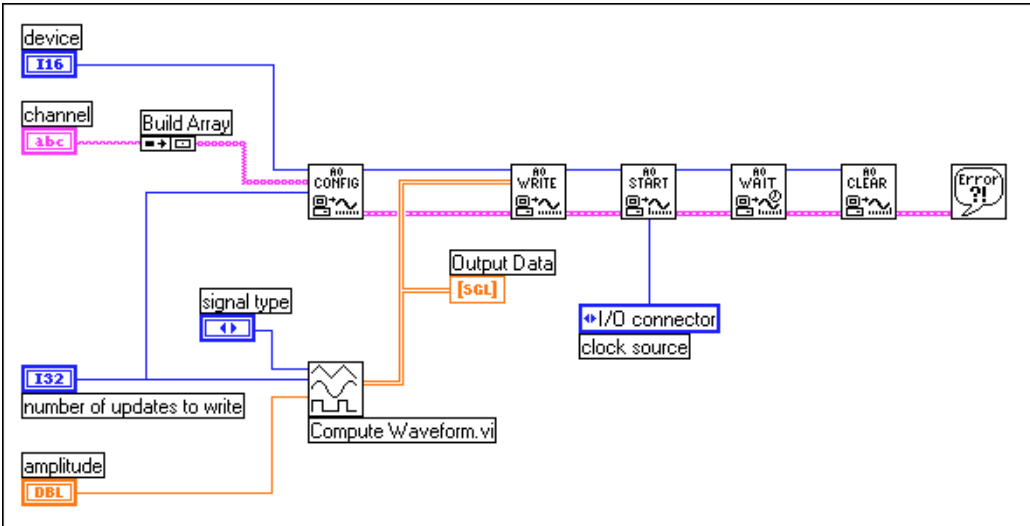 device
I16
channel
abc
Build Array
AO CONFIG
AO WRITE
AO START
AO WAIT
AO CLEAR
Error ?!
Output Data
[SGL]
signal type
I/O connector
clock source
I32
number of updates to write
Compute Waveform.vi
amplitude
DBL